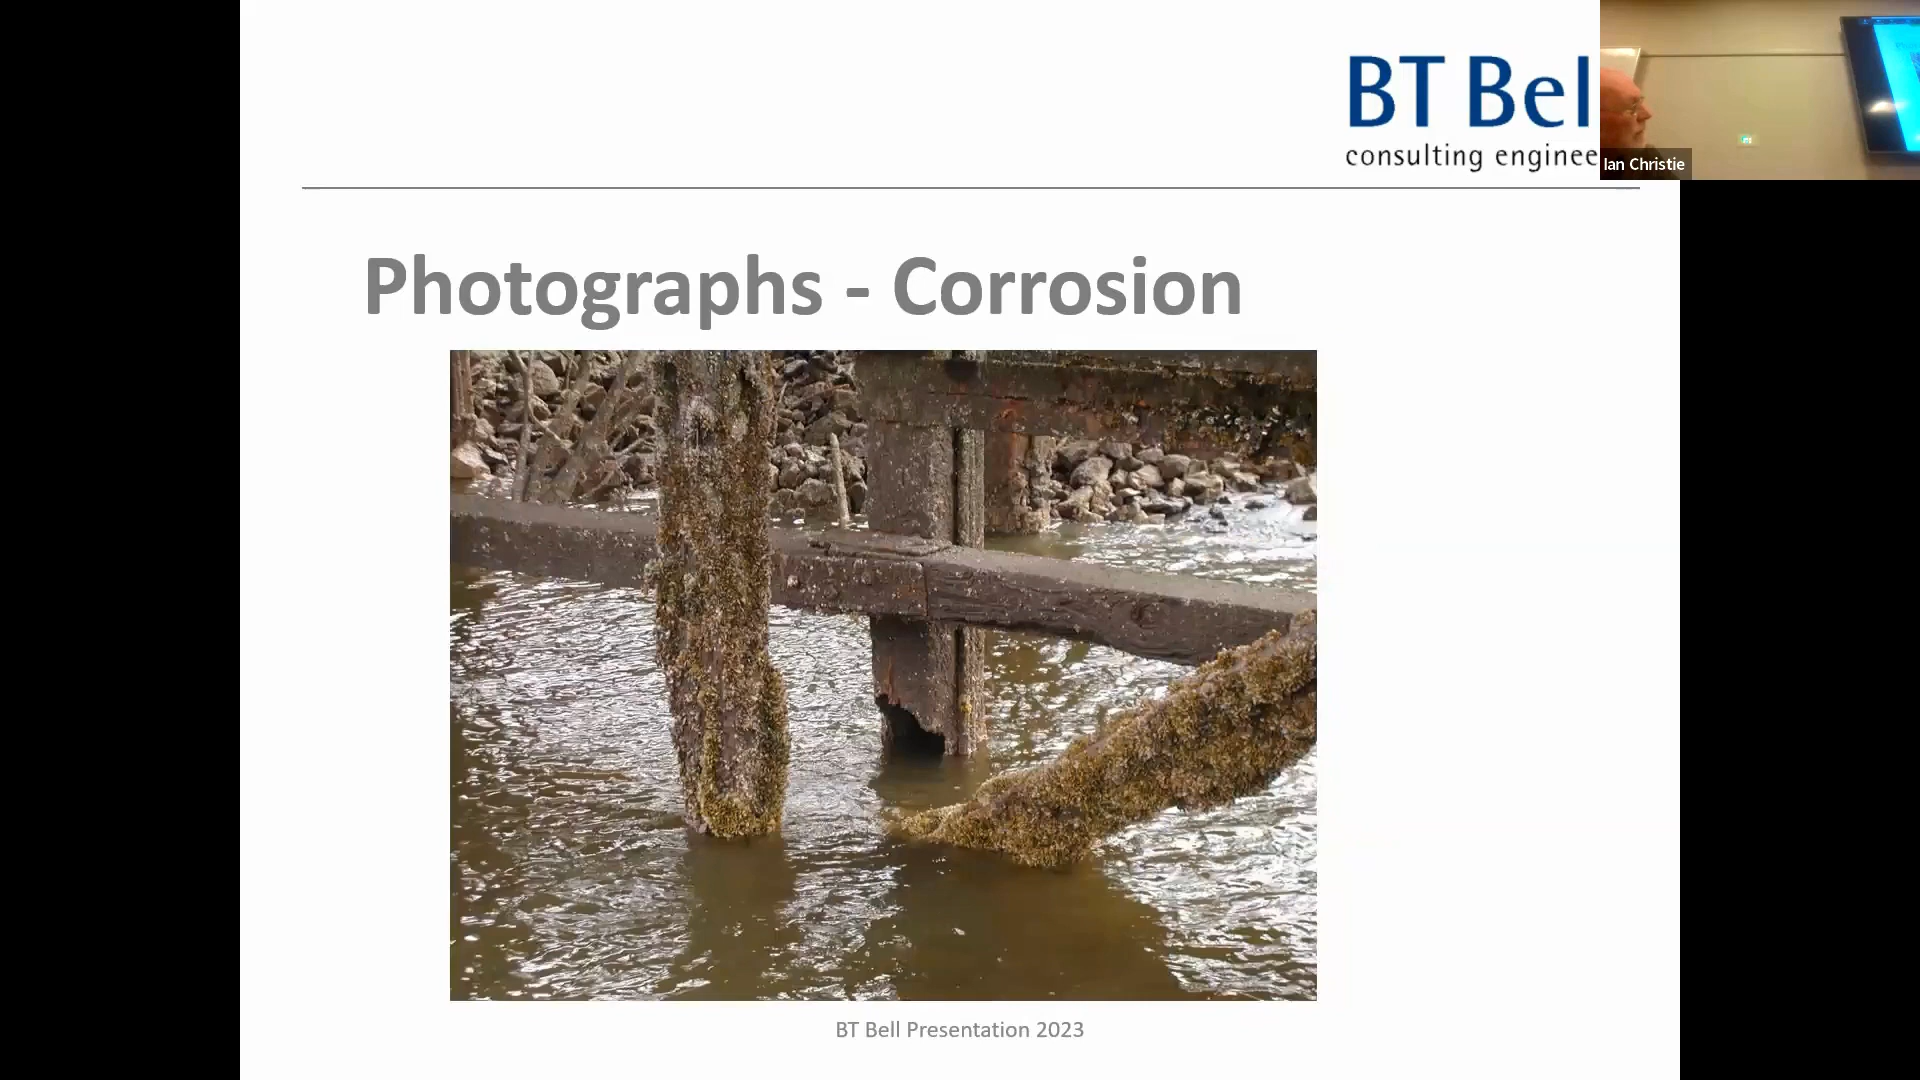 BT Bel
consulting enginee
Ian Christie
Photographs - Corrosion
BT Bell Presentation 2023